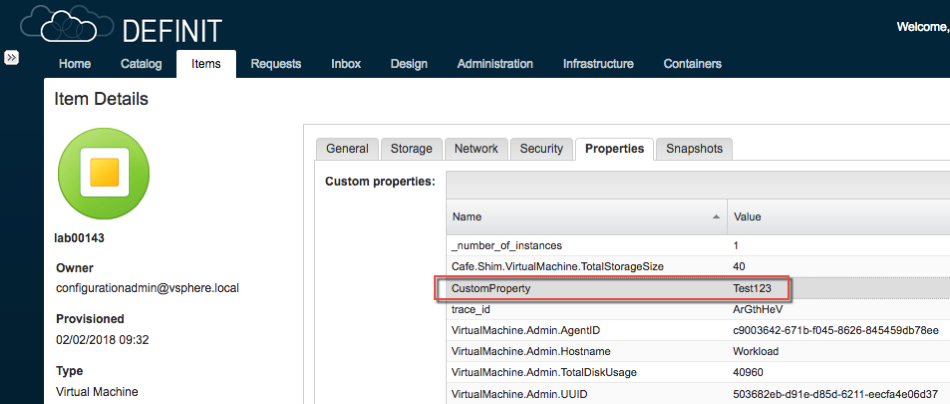 DEFINIT
Welcome,
Home Catalog Items Requests Inbox Design Administration Infrastructure Containers
Item Details
General Storage Network Security Properties Snapshots
Custom properties:
Name Value
_number_of_instances 1
Cafe.Shim.VirtualMachine.TotalStorageSize 40
CustomProperty Test123
trace_id ArGthHeV
VirtualMachine.Admin.AgentID c9003642-671b-f045-8626-845459db78ee
VirtualMachine.Admin.Hostname Workload
VirtualMachine.Admin.TotalDiskUsage 40960
VirtualMachine.Admin.UUID 503682eb-d91e-d85d-6211-eecfa4e06d37
lab00143
Owner
configurationadmin@vsphere.local
Provisioned
02/02/2018 09:32
Type
Virtual Machine